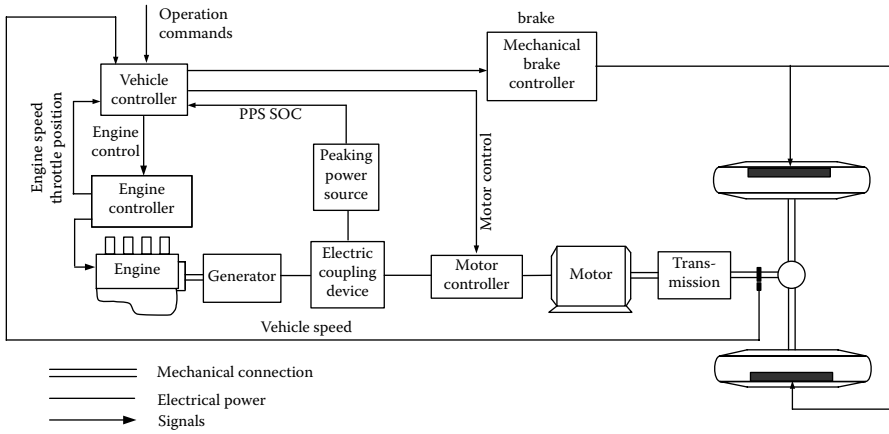 Operation
commands
brake
Mechanical
brake
controller
Vehicle
controller
PPS SOC
Engine speed
throttle position
Engine
control
Peaking
power
source
Motor control
Engine
controller
Engine
Generator
Electric
coupling
device
Motor
controller
Motor
Trans-
mission
Vehicle speed
Mechanical connection
Electrical power
Signals